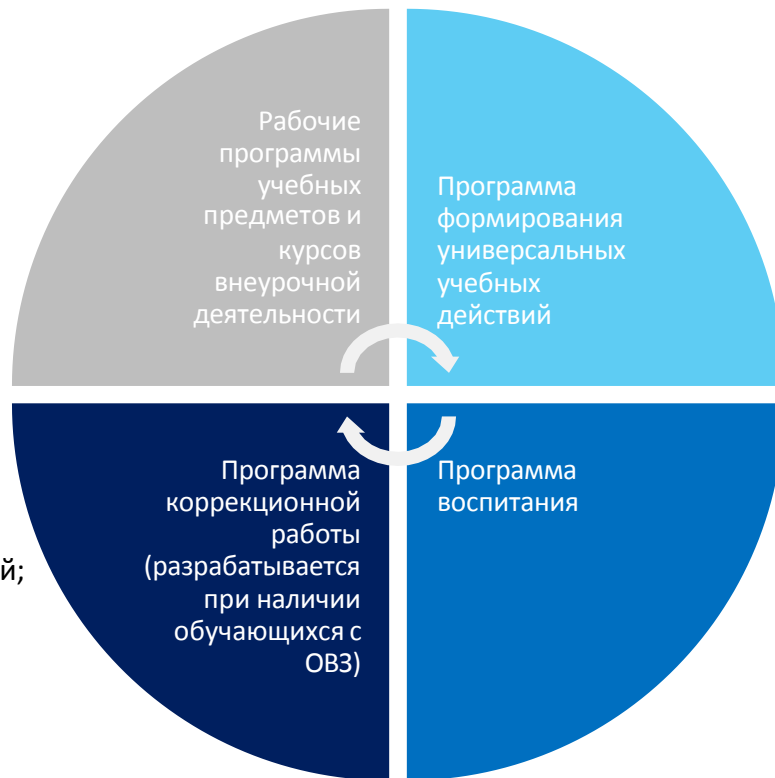 Рабочие
программы
учебных
предметов и
курсов
внеурочной
деятельности
Программа
формирования
универсальных
учебных
действий
Программа
коррекционной
работы
(разрабатывается
при наличии
обучающихся с
ОВЗ)
Программа
воспитания
й;